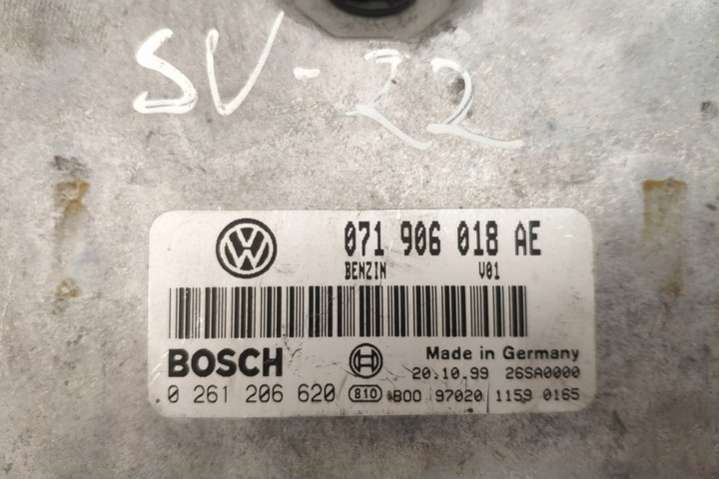 SV-22
071 906 018 AE
BENZIN V01
BOSCH
Made in Germany
20.10.99 26SA0000
0 261 206 620 810 B00 97020 1159 0165